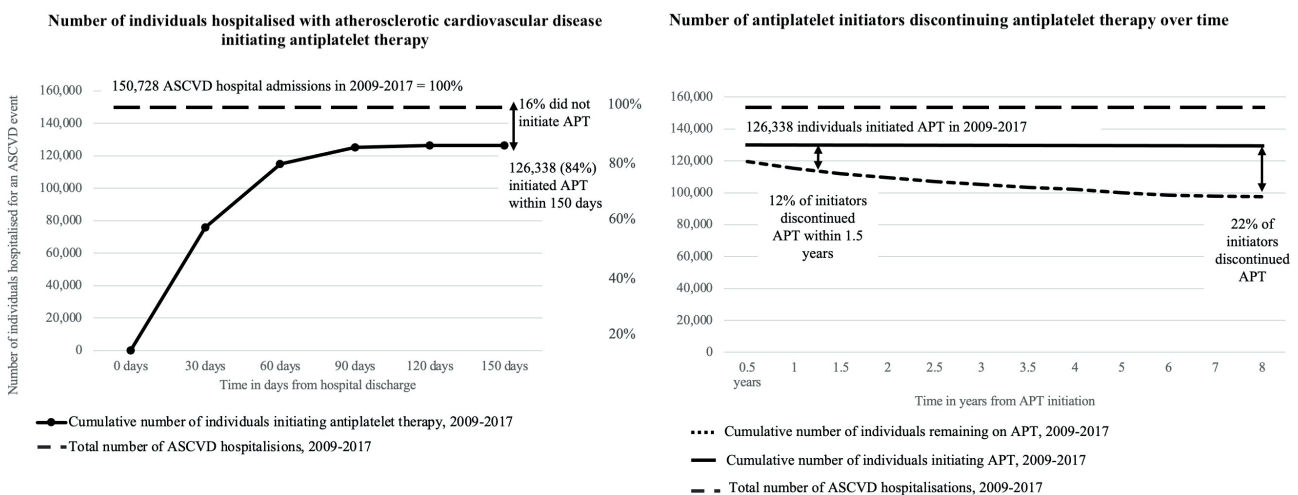 Number of individuals hospitalised with atherosclerotic cardiovascular disease
initiating antiplatelet therapy
Number of individuals hospitalised for an ASCVD event
160,000
140,000
120,000
100,000
80,000
60,000
40,000
20,000
0
150,728 ASCVD hospital admissions in 2009-2017 = 100%
16% did not
initiate APT
126,338 (84%)
initiated APT
within 150 days
100%
80%
60%
40%
20%
0 days
30 days
60 days
90 days
120 days
150 days
Time in days from hospital discharge
Cumulative number of individuals initiating antiplatelet therapy, 2009-2017
Total number of ASCVD hospitalisions, 2009-2017
Number of antiplatelet initiators discontinuing antiplatelet therapy over time
160,000
140,000
120,000
100,000
80,000
60,000
40,000
20,000
0
126,338 individuals initiated APT in 2009-2017
12% of initiators
discontinued
APT within 1.5
years
22% of
initiators
discontinued
APT
0.5
years
1
1.5
2
2.5
3
3.5
4
5
6
7
8
Time in years from APT initiation
Cumulative number of individuals remaining on APT, 2009-2017
Cumulative number of individuals initiating APT, 2009-2017
Total number of ASCVD hospitalisations, 2009-2017